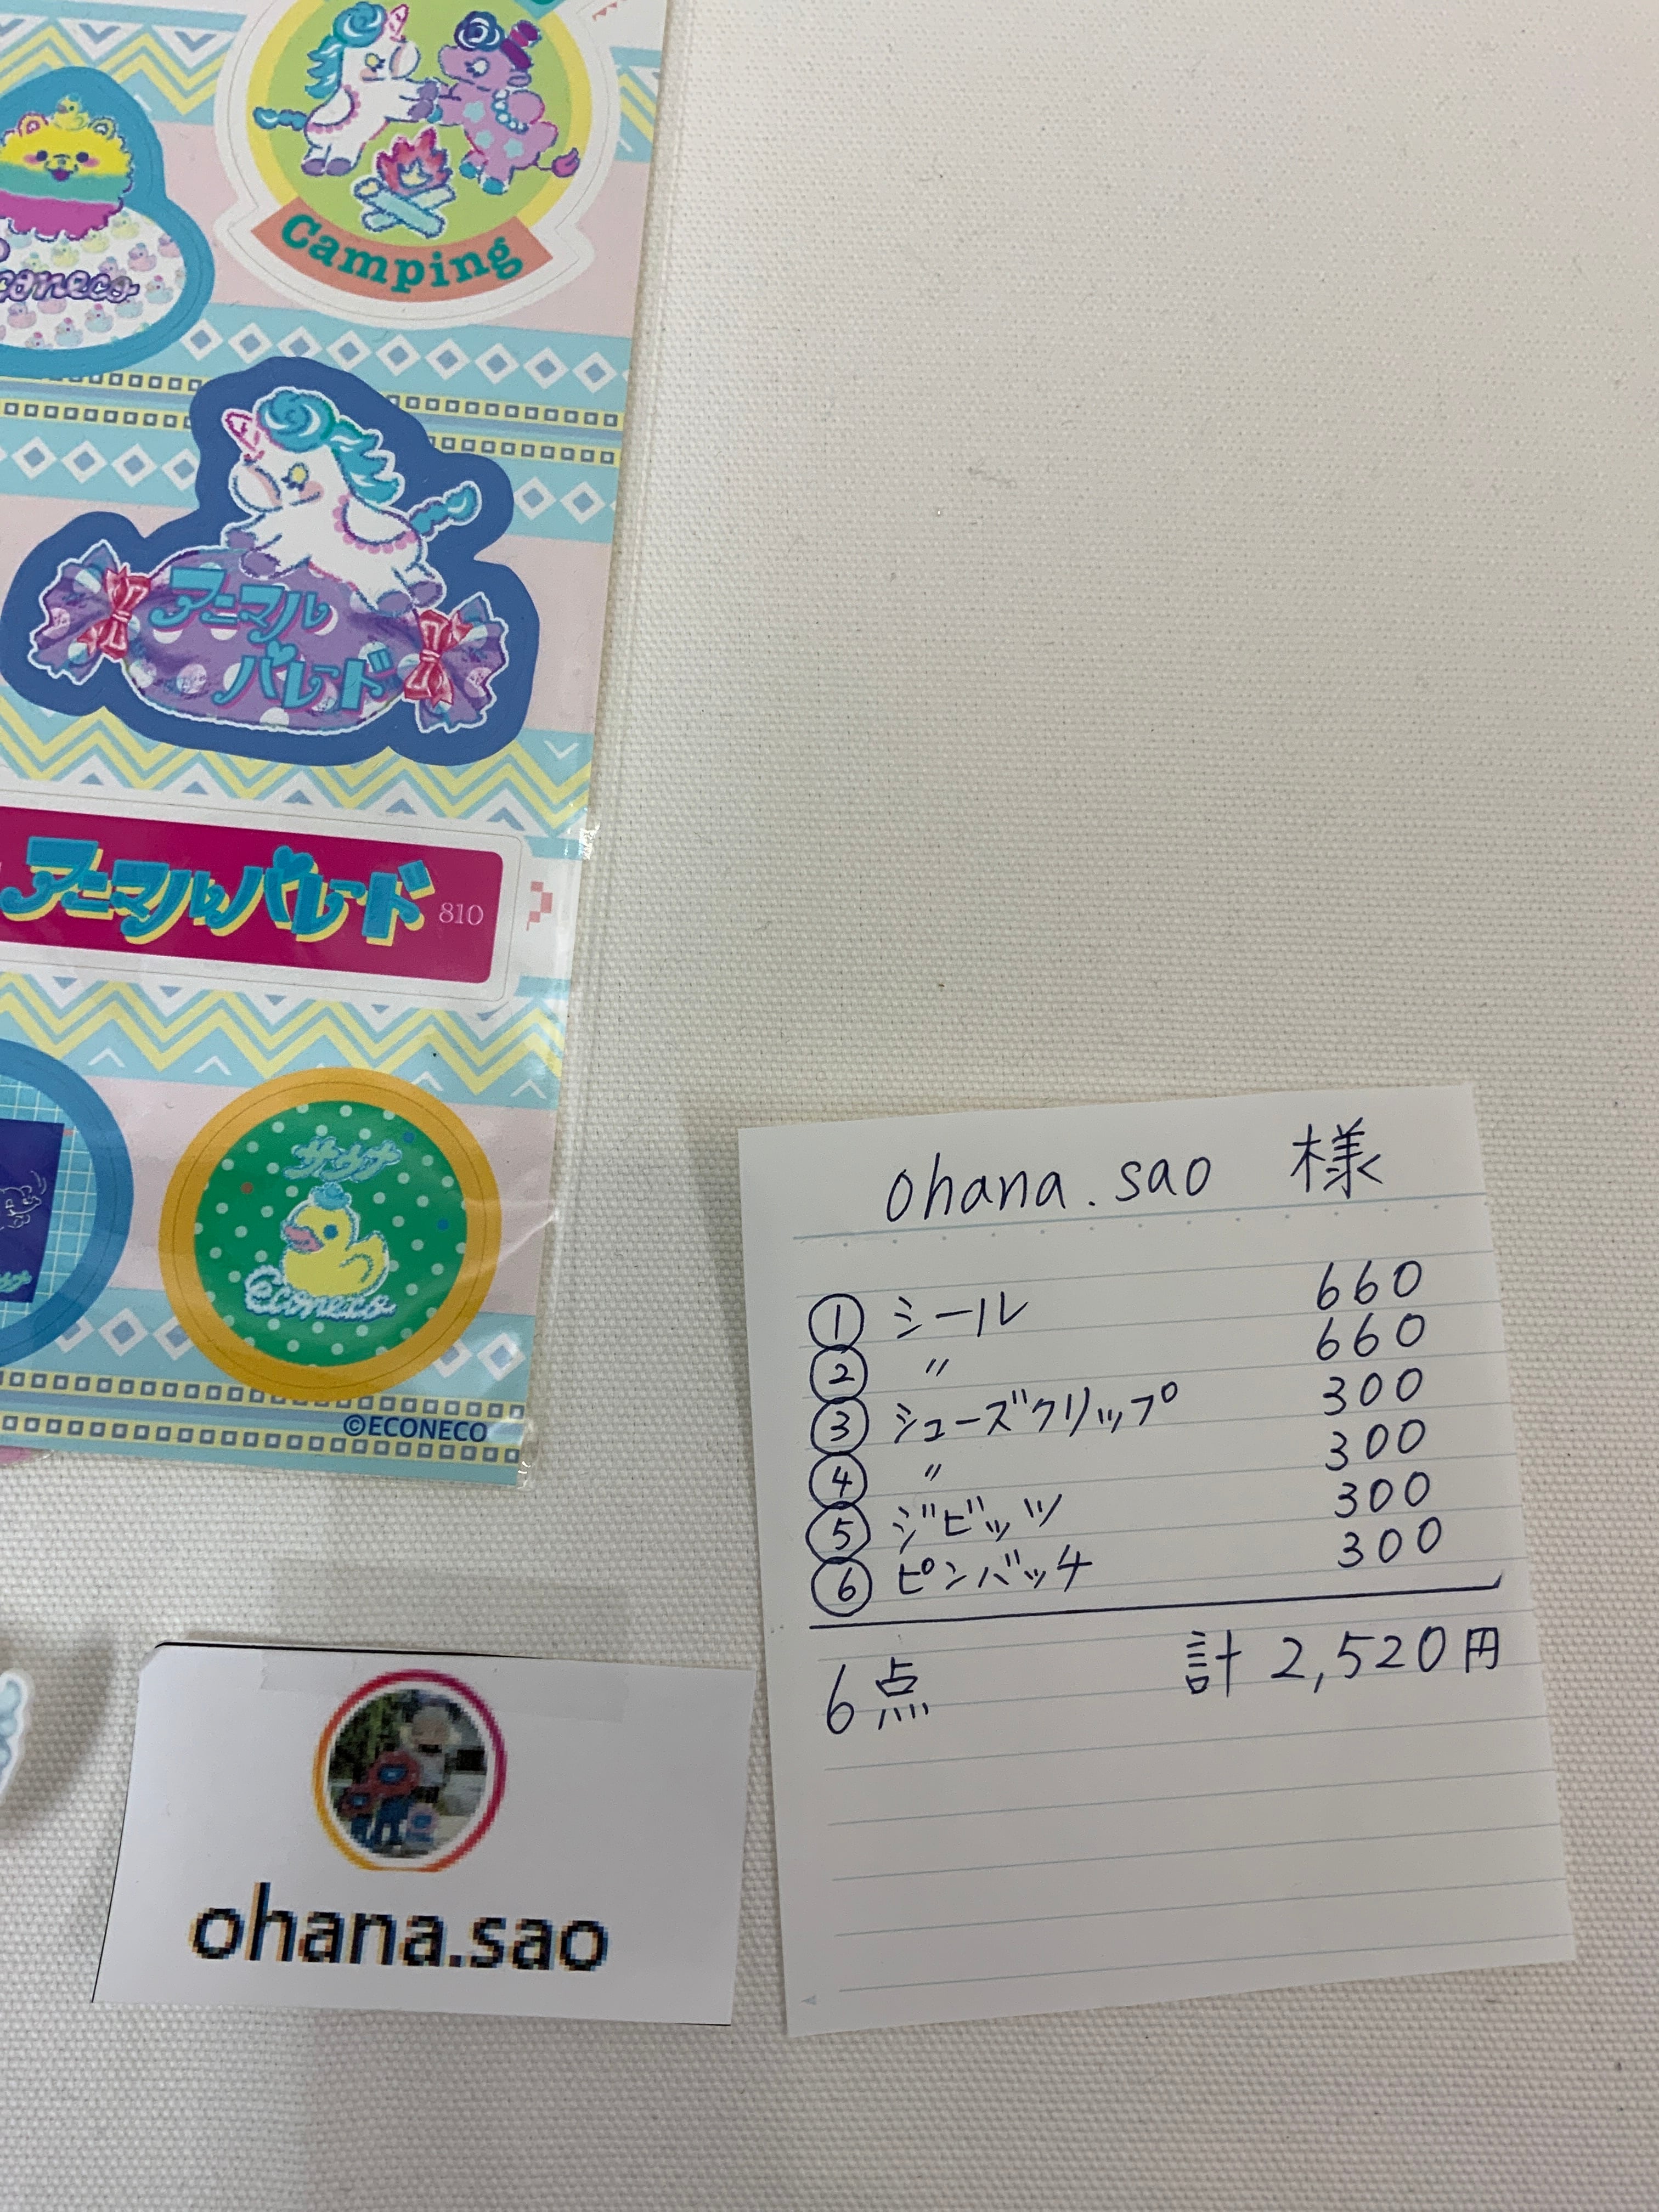 Camping
coneco
アニマル
パレード
アニマルパレード 810
サウナ
Econeco
©ECONECO
ohana.sao 様
① シール 660
② 〃 660
③ シューズクリップ 300
④ 〃 300
⑤ ジビッツ 300
⑥ ピンバッチ 300
6点 計 2,520円
ohana.sao